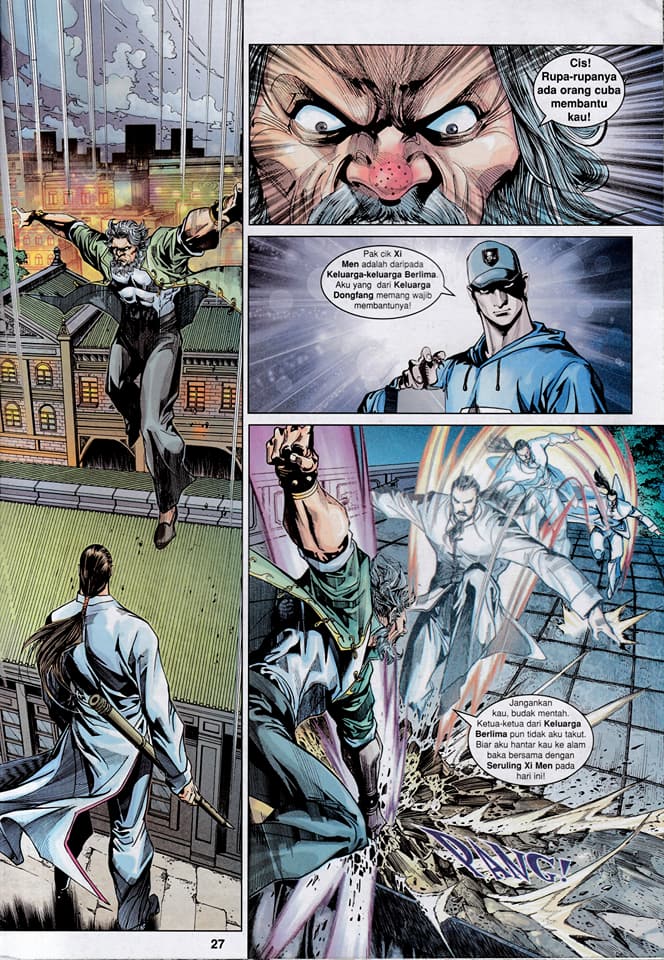 Cis!
Rupa-rupanya
ada orang cuba
membantu
kau!
Pak cik Xi
Men adalah daripada
Keluarga-keluarga Berlima.
Aku yang dari Keluarga
Dongfang memang wajib
membantunya!
Jangankan
kau, budak mentah.
Ketua-ketua dari Keluarga
Berlima pun tidak aku takut.
Biar aku hantar kau ke alam
baka bersama dengan
Seruling Xi Men pada
hari ini!
PANG!
27